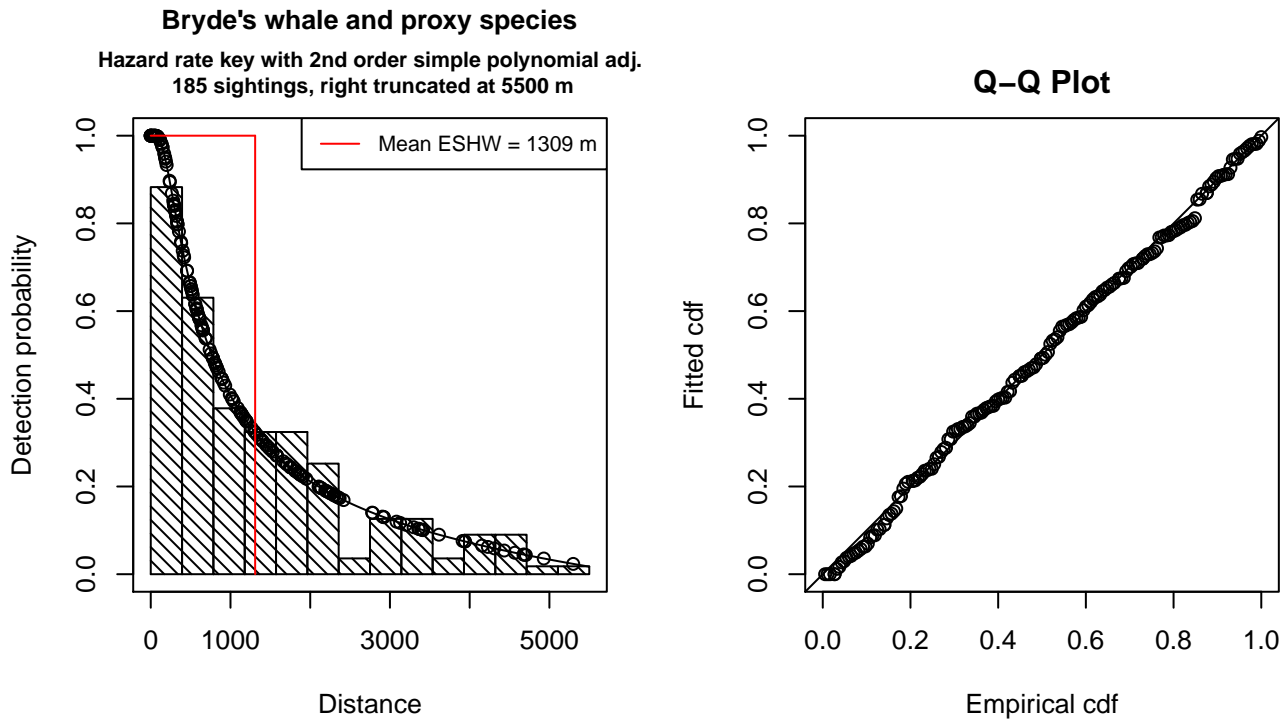 Bryde's whale and proxy species
Hazard rate key with 2nd order simple polynomial adj.
185 sightings, right truncated at 5500 m
Mean ESHW = 1309 m
Detection probability
0.0 0.2 0.4 0.6 0.8 1.0
0 1000 3000 5000
Distance
Q−Q Plot
Fitted cdf
0.0 0.2 0.4 0.6 0.8 1.0
0.0 0.2 0.4 0.6 0.8 1.0
Empirical cdf